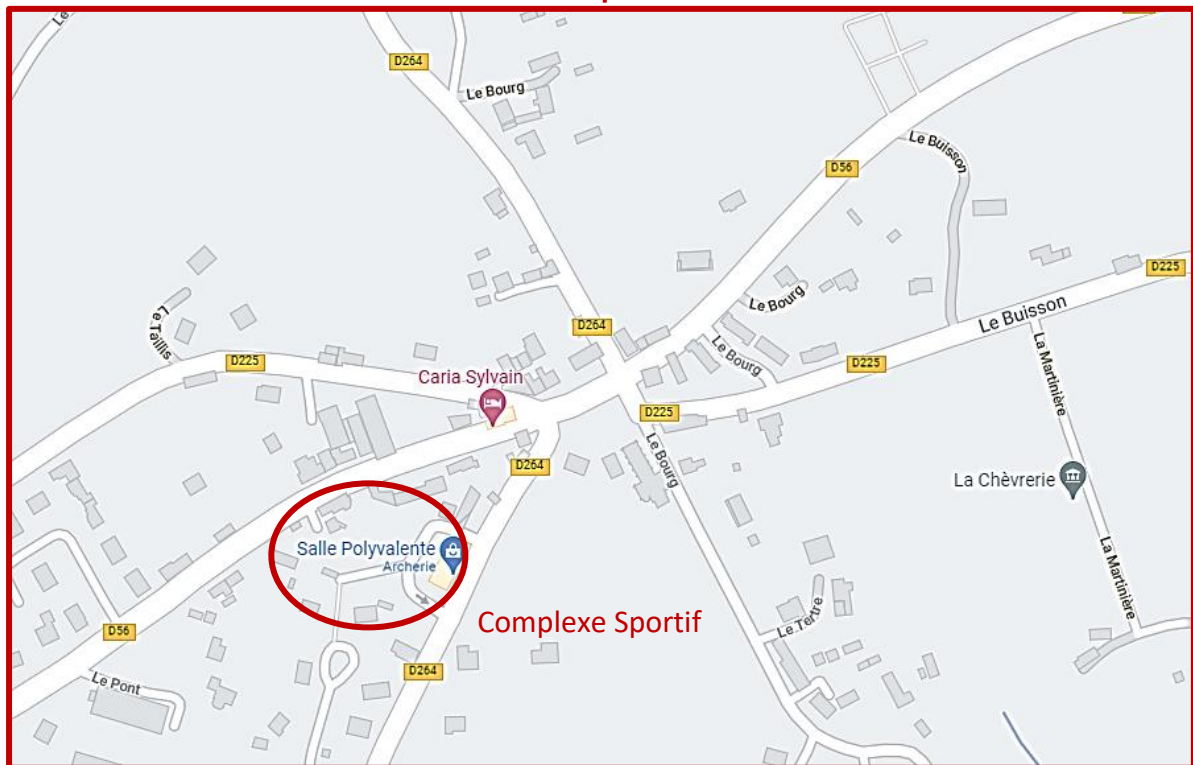 Le
D264
Le Bourg
Le Buisson
D56
D225
Le Buisson
Le Bourg
Le Taillis
D264
Le Bourg
D225
D225
Caria Sylvain
La Martinière
D225
Le Bourg
D264
La Chèvrerie
Salle Polyvalente
Archerie
La Martinière
Complexe Sportif
Le Tertre
D56
D264
Le Pont